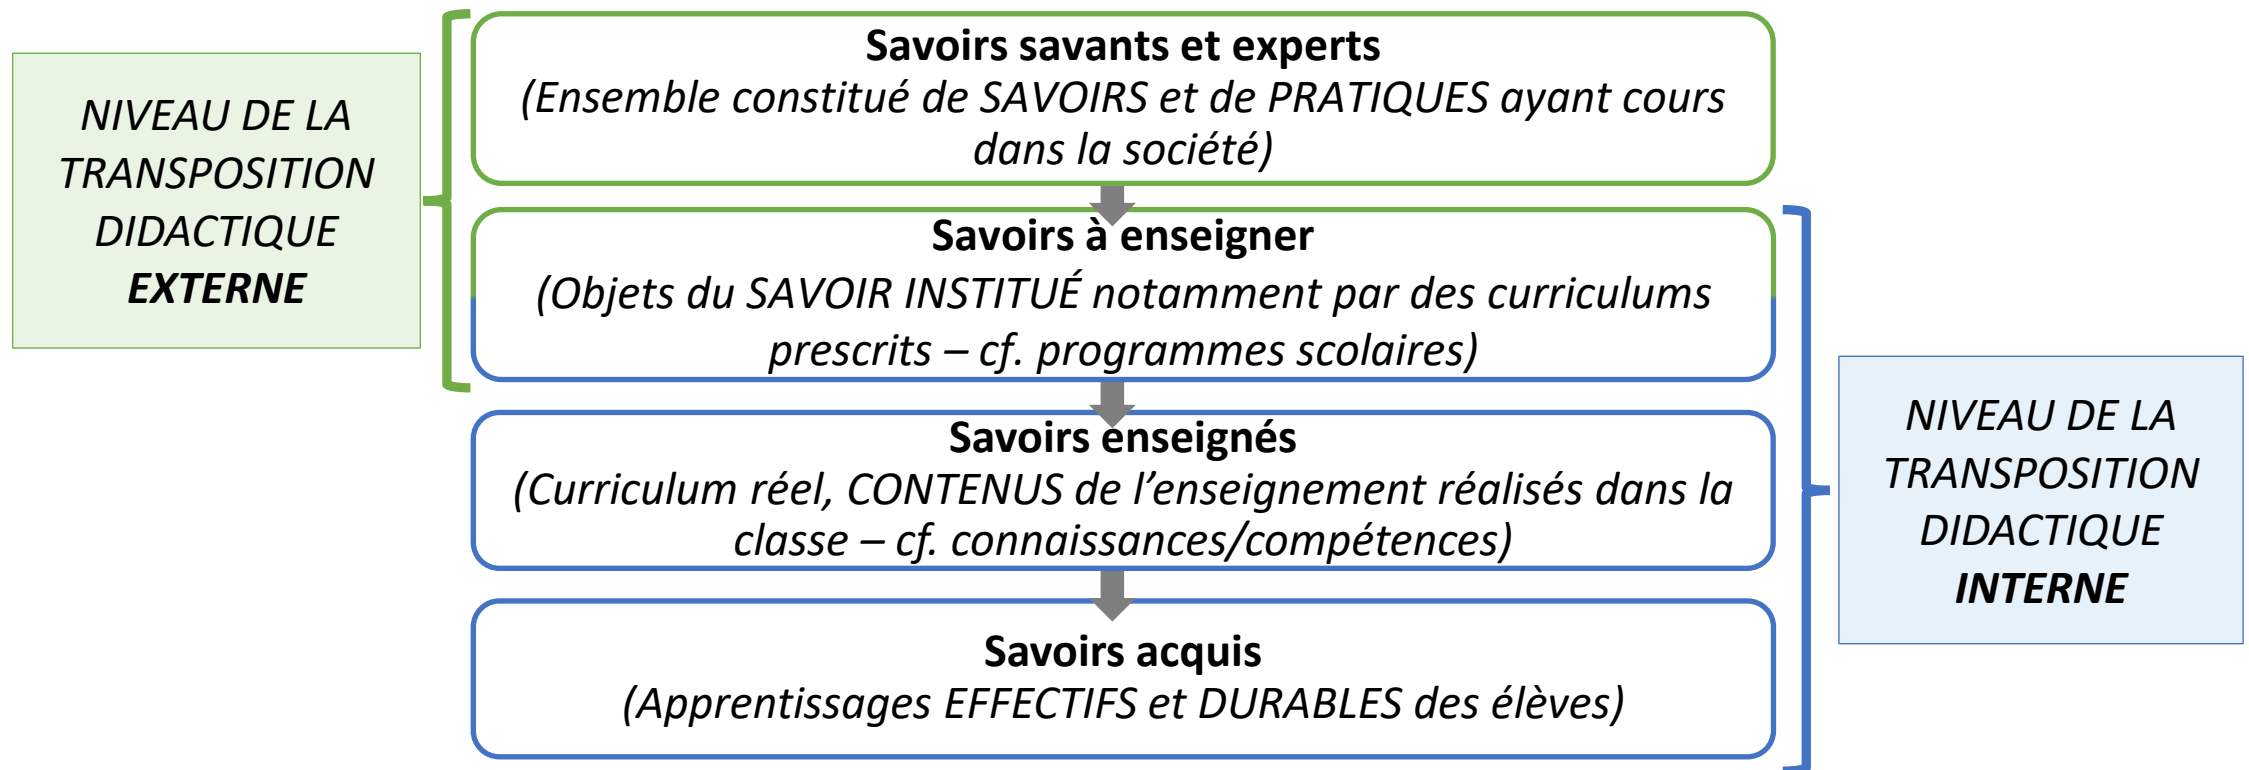 NIVEAU DE LA
TRANSPOSITION
DIDACTIQUE
EXTERNE
Savoirs savants et experts
(Ensemble constitué de SAVOIRS et de PRATIQUES ayant cours
dans la société)
Savoirs à enseigner
(Objets du SAVOIR INSTITUÉ notamment par des curriculums
prescrits – cf. programmes scolaires)
Savoirs enseignés
(Curriculum réel, CONTENUS de l’enseignement réalisés dans la
classe – cf. connaissances/compétences)
Savoirs acquis
(Apprentissages EFFECTIFS et DURABLES des élèves)
NIVEAU DE LA
TRANSPOSITION
DIDACTIQUE
INTERNE